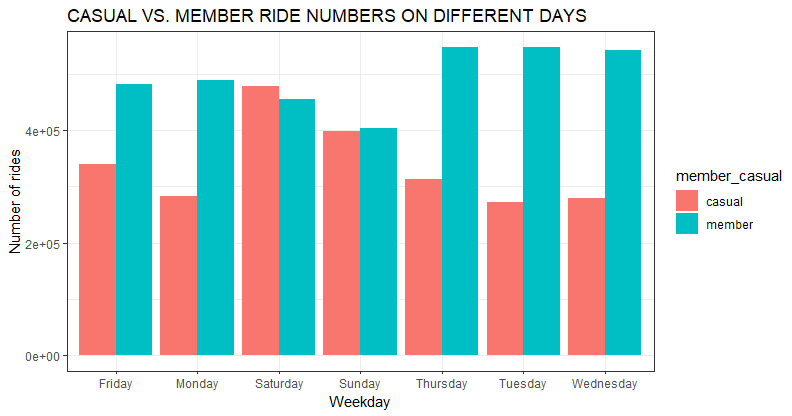 CASUAL VS. MEMBER RIDE NUMBERS ON DIFFERENT DAYS
Number of rides
4e+05
2e+05
0e+00
Friday Monday Saturday Sunday Thursday Tuesday Wednesday
Weekday
member_casual
casual
member